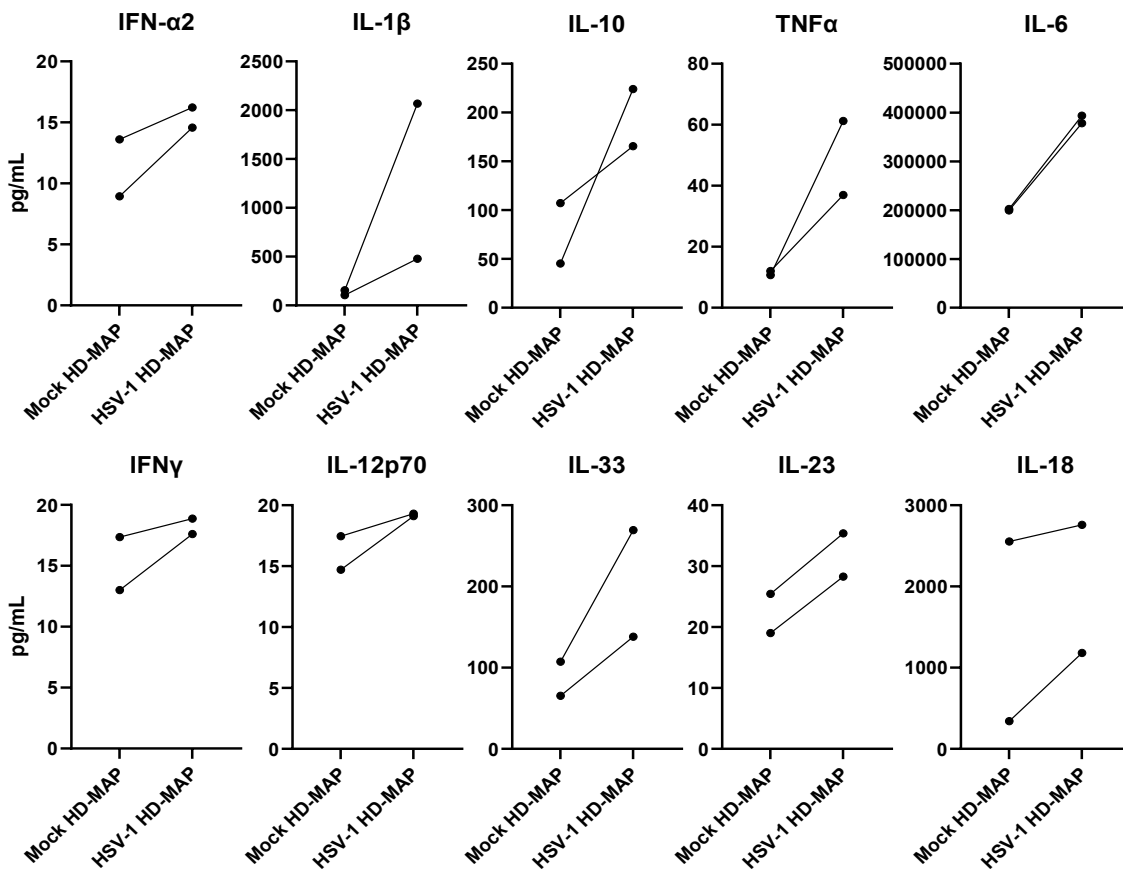 IFN-α2 IL-1β IL-10 TNFα IL-6
pg/mL
20
15
10
5
0
2500
2000
1500
1000
500
0
250
200
150
100
50
0
80
60
40
20
0
500000
400000
300000
200000
100000
0
Mock HD-MAP
HSV-1 HD-MAP
Mock HD-MAP
HSV-1 HD-MAP
Mock HD-MAP
HSV-1 HD-MAP
Mock HD-MAP
HSV-1 HD-MAP
Mock HD-MAP
HSV-1 HD-MAP
IFNγ IL-12p70 IL-33 IL-23 IL-18
pg/mL
20
15
10
5
0
20
15
10
5
0
300
200
100
0
40
30
20
10
0
3000
2000
1000
0
Mock HD-MAP
HSV-1 HD-MAP
Mock HD-MAP
HSV-1 HD-MAP
Mock HD-MAP
HSV-1 HD-MAP
Mock HD-MAP
HSV-1 HD-MAP
Mock HD-MAP
HSV-1 HD-MAP